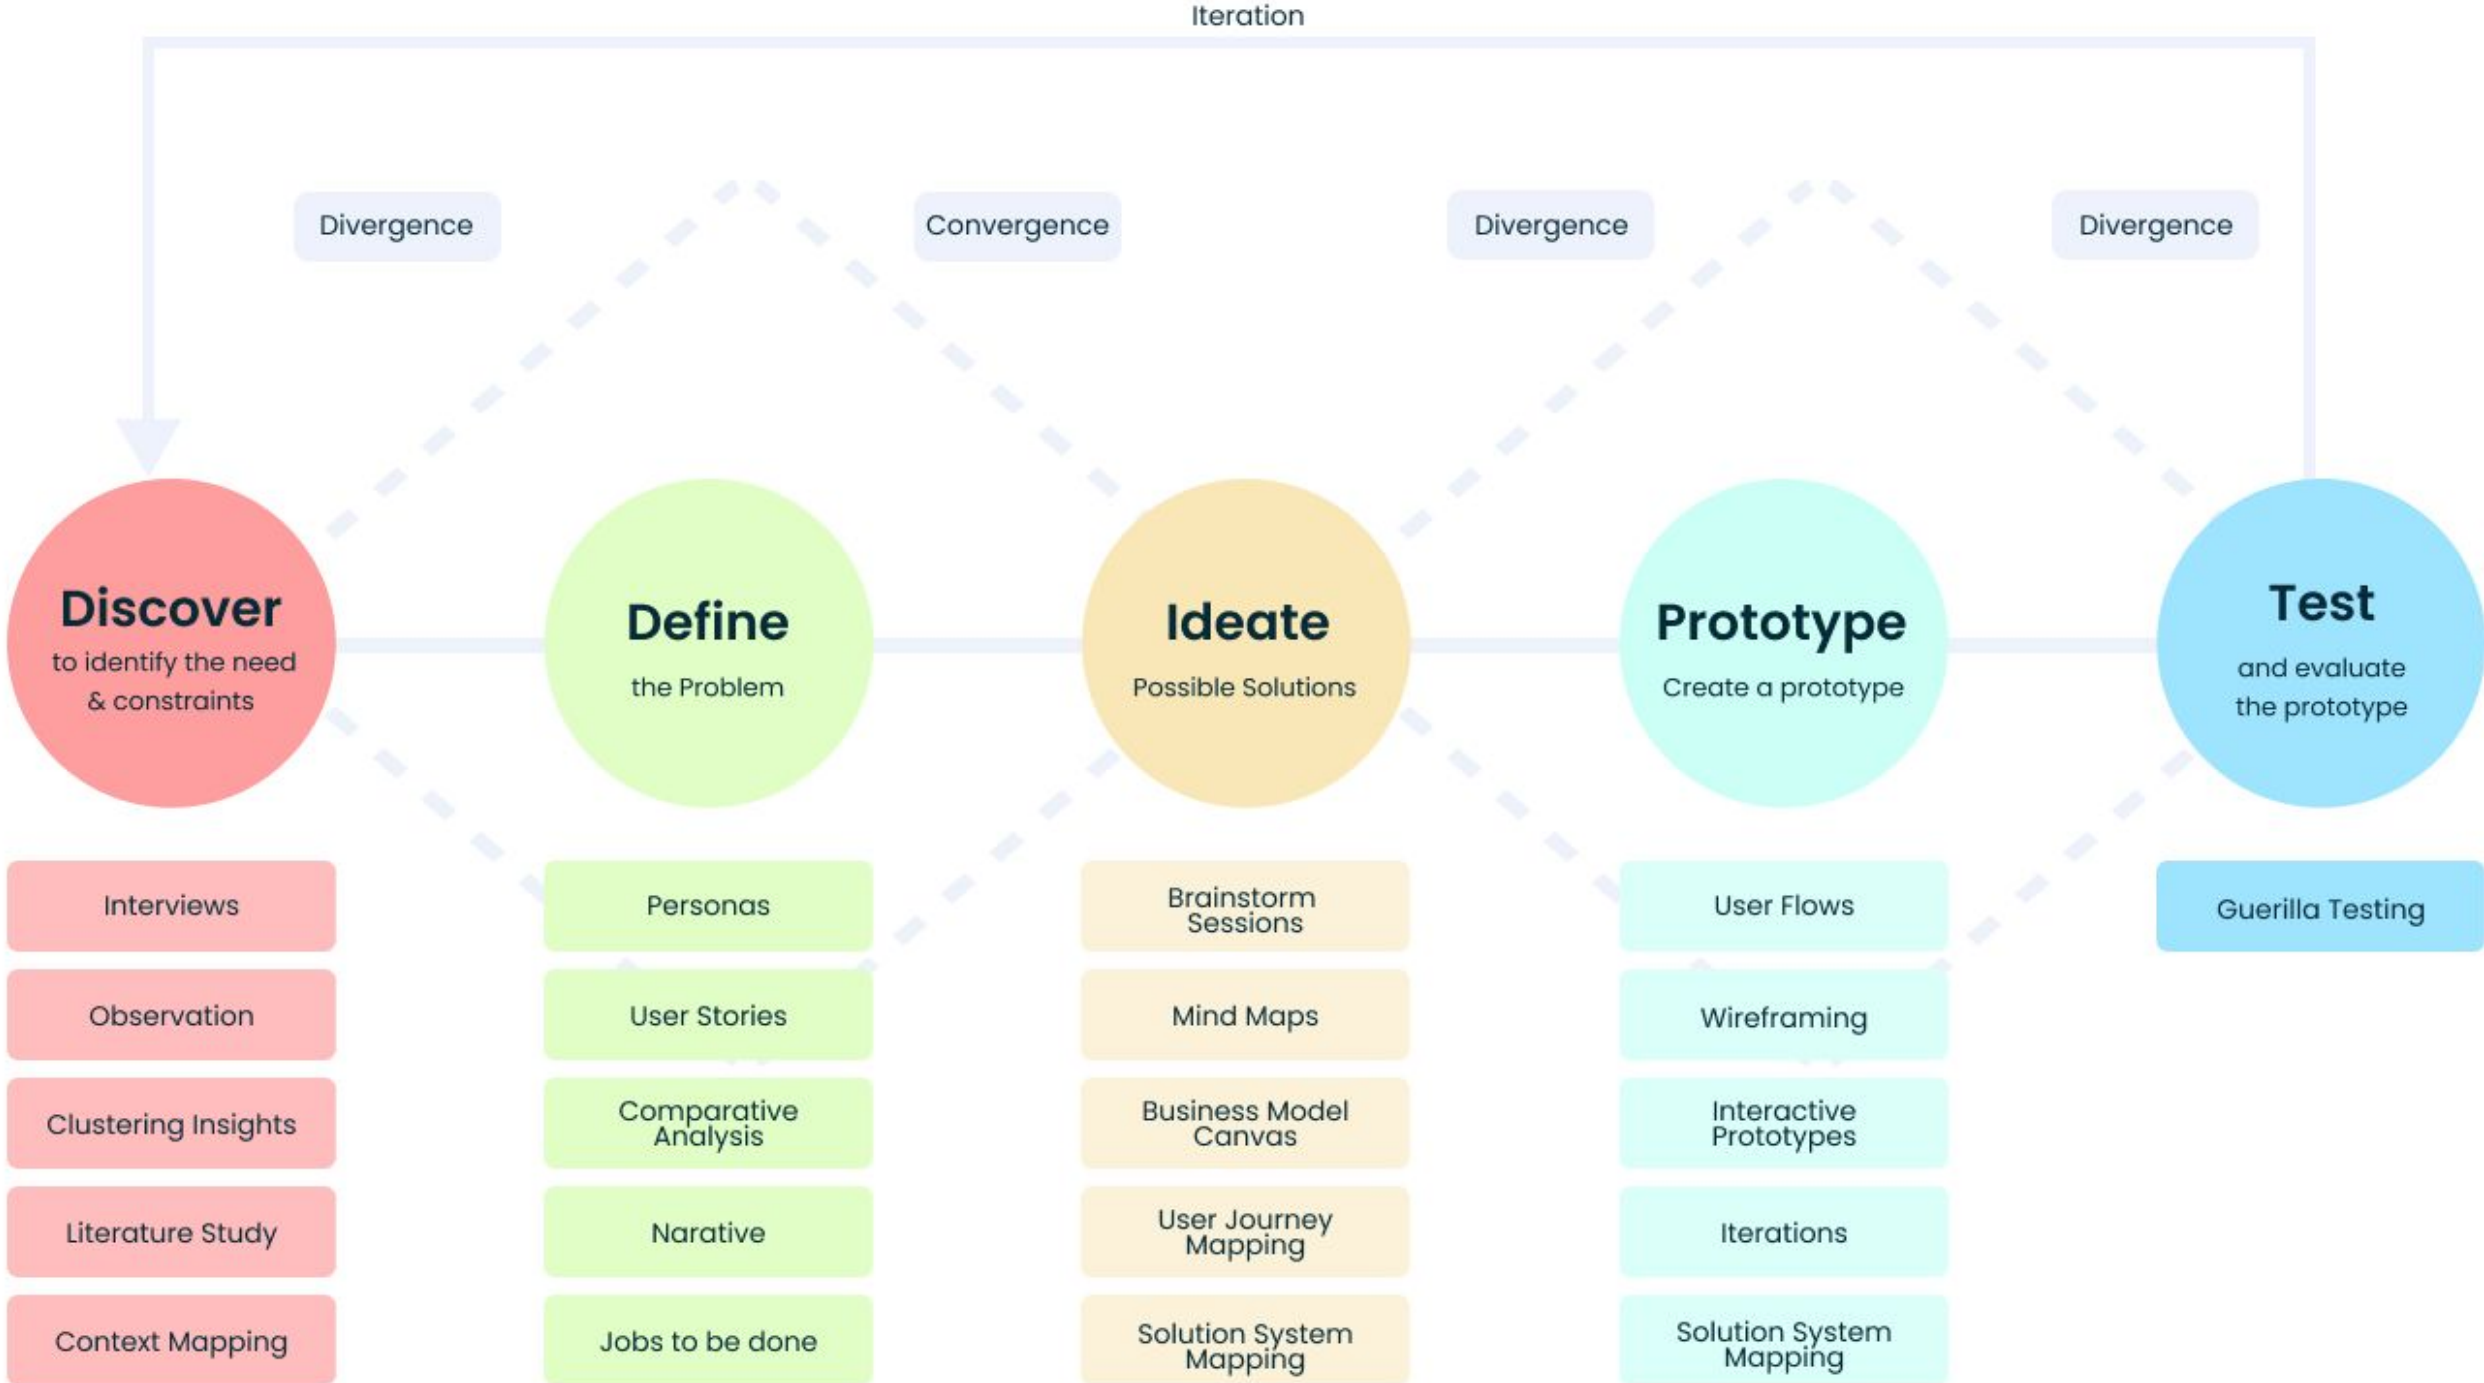 Iteration
Divergence
Convergence
Divergence
Divergence
Discover
to identify the need
& constraints
Define
the Problem
Ideate
Possible Solutions
Prototype
Create a prototype
Test
and evaluate
the prototype
Interviews
Observation
Clustering Insights
Literature Study
Context Mapping
Personas
User Stories
Comparative
Analysis
Narative
Jobs to be done
Brainstorm
Sessions
Mind Maps
Business Model
Canvas
User Journey
Mapping
Solution System
Mapping
User Flows
Wireframing
Interactive
Prototypes
Iterations
Solution System
Mapping
Guerilla Testing